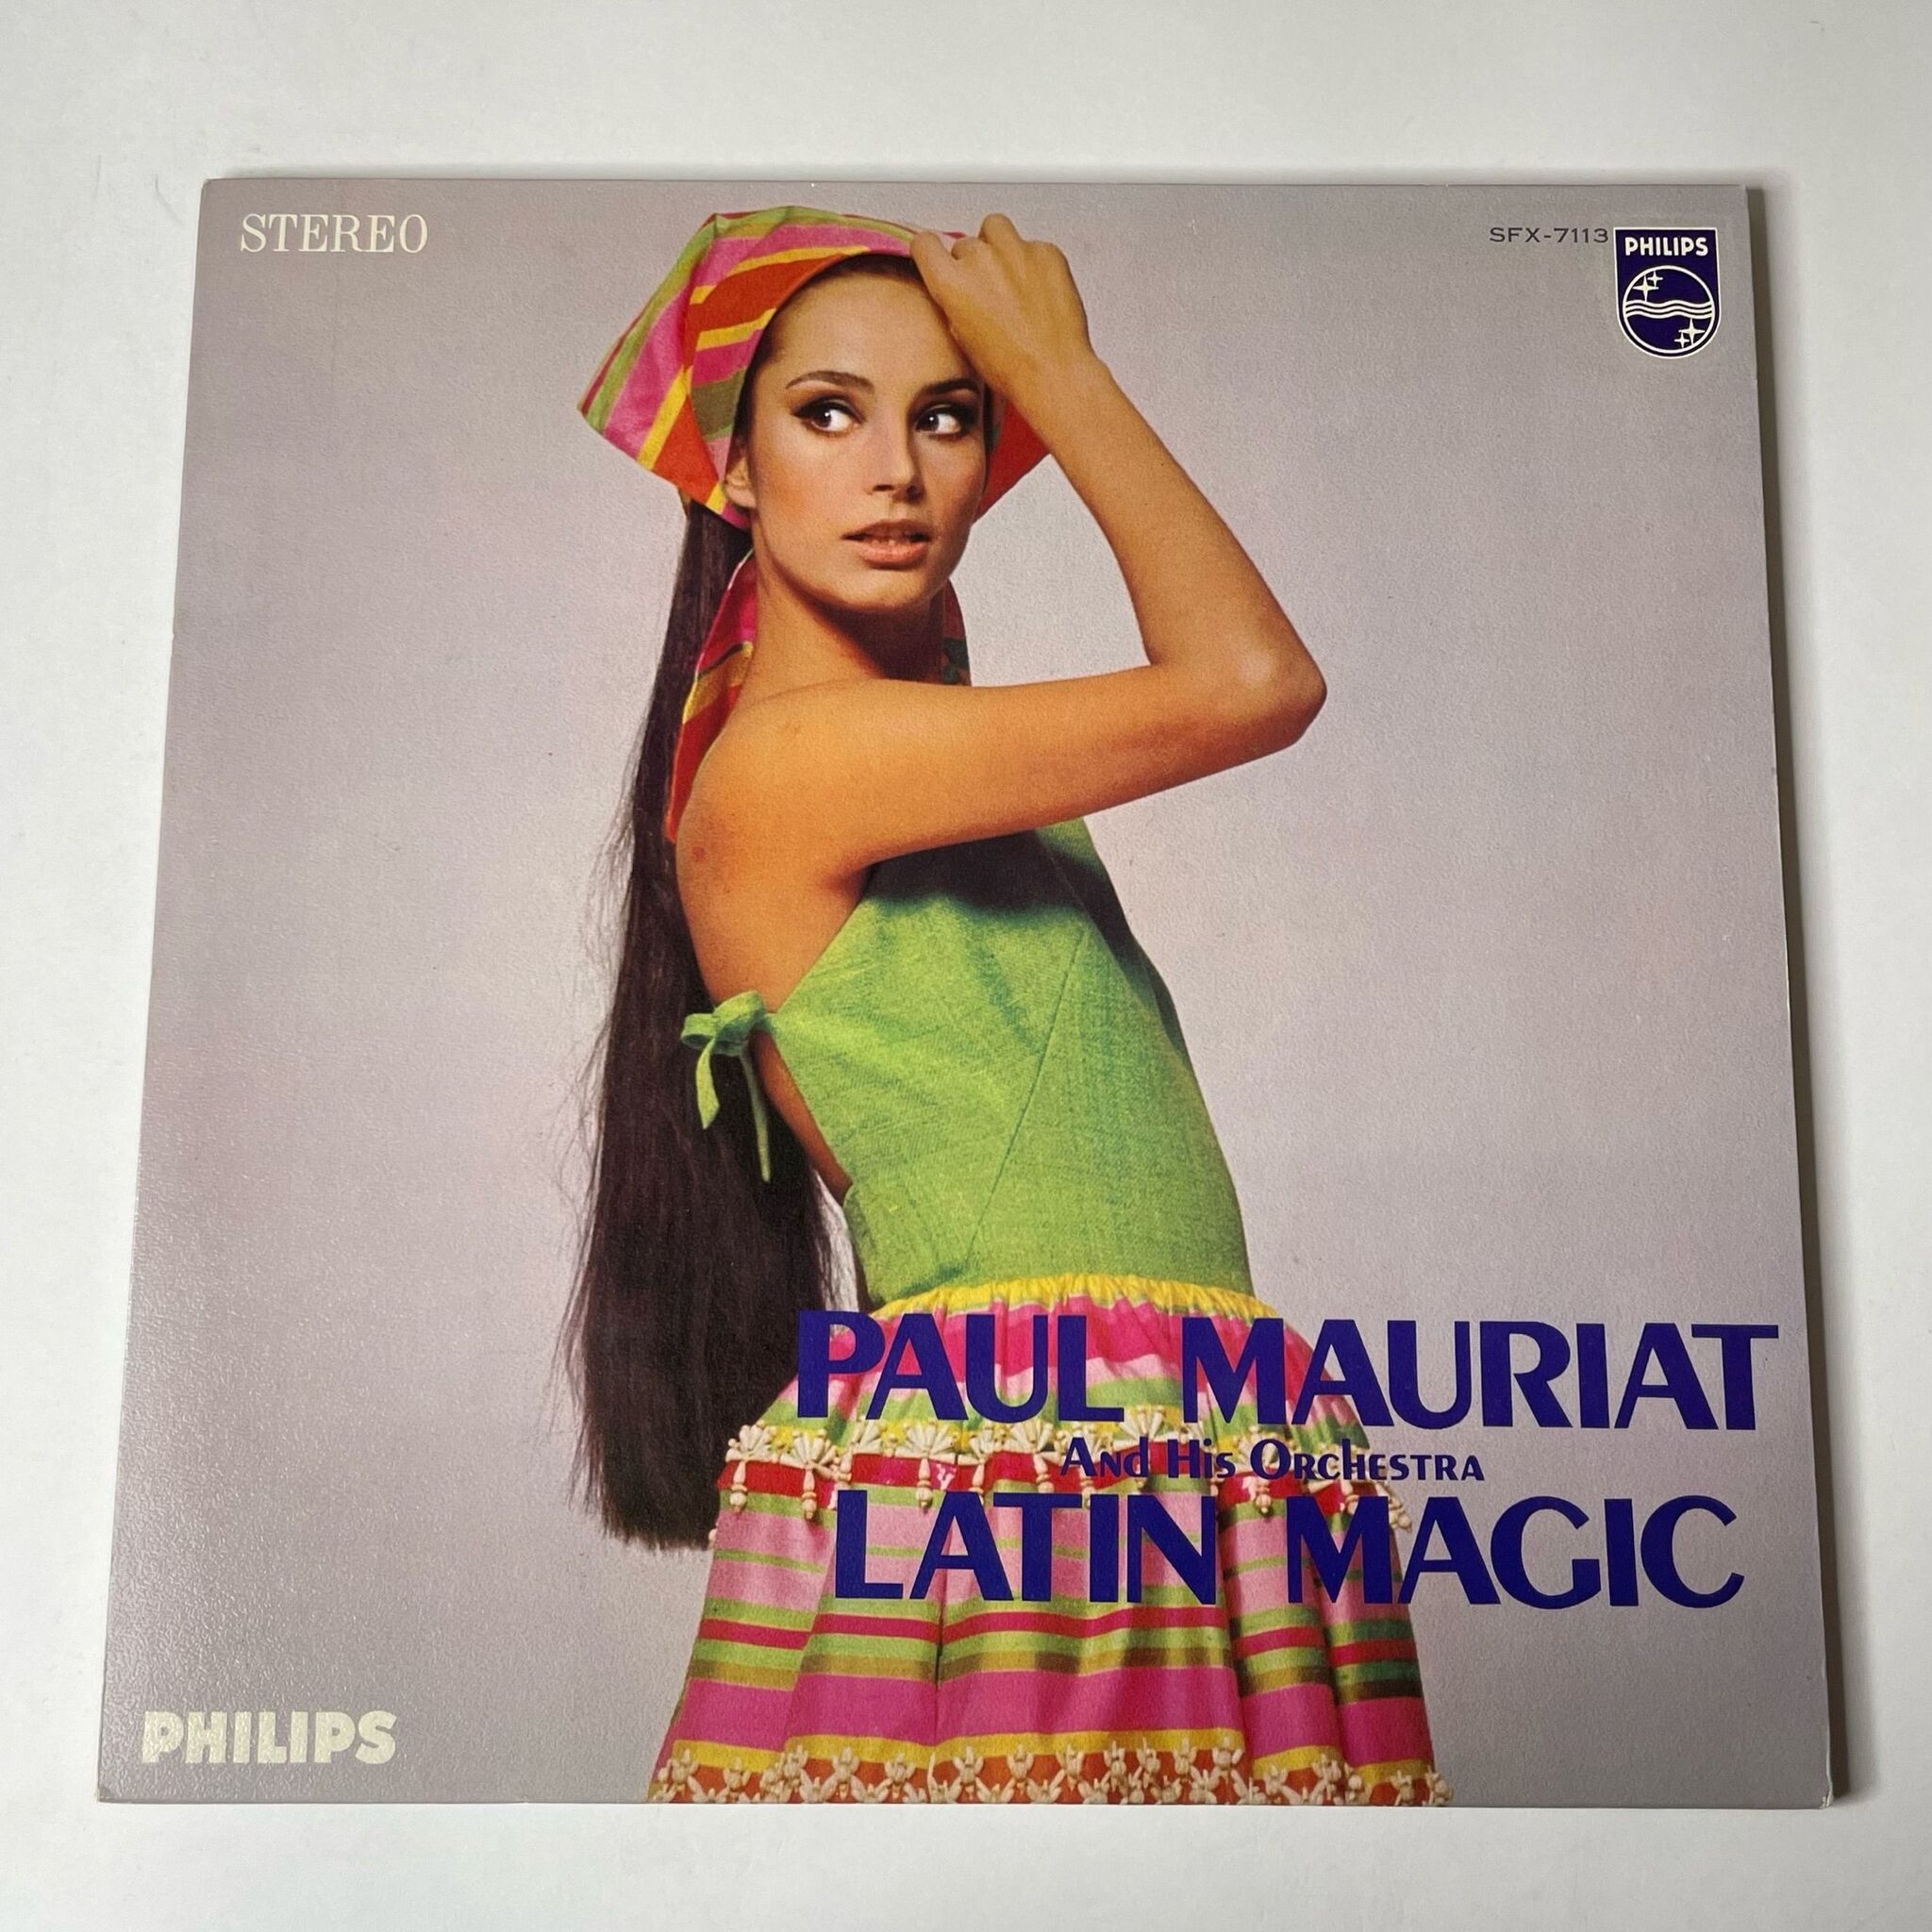 STEREO
SFX-7113
PHILIPS
PAUL MAURIAT
And His ORCHESTRA
LATIN MAGIC
PHILIPS